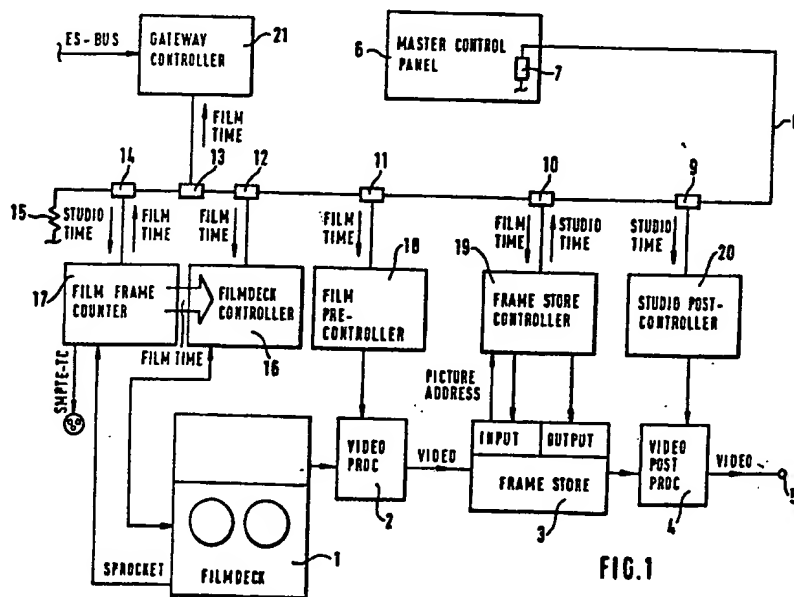 ES-BUS
GATEWAY
CONTROLLER
21
6
MASTER CONTROL
PANEL
7
FILM
TIME
14
13
12
11
10
9
15
STUDIO
TIME
FILM
TIME
FILM
TIME
FILM
TIME
18
FILM
TIME
STUDIO
TIME
19
STUDIO
TIME
20
17
FILM FRAME
COUNTER
FILMDECK
CONTROLLER
16
FILM TIME
FILM
PRE-
CONTROLLER
FRAME STORE
CONTROLLER
STUDIO POST-
CONTROLLER
SMPTE-TC
PICTURE
ADDRESS
VIDEO
PROC
2
VIDEO
INPUT
OUTPUT
FRAME STORE
3
VIDEO
POST
PROC
4
VIDEO
SPROCKET
FILMDECK
1
FIG.1